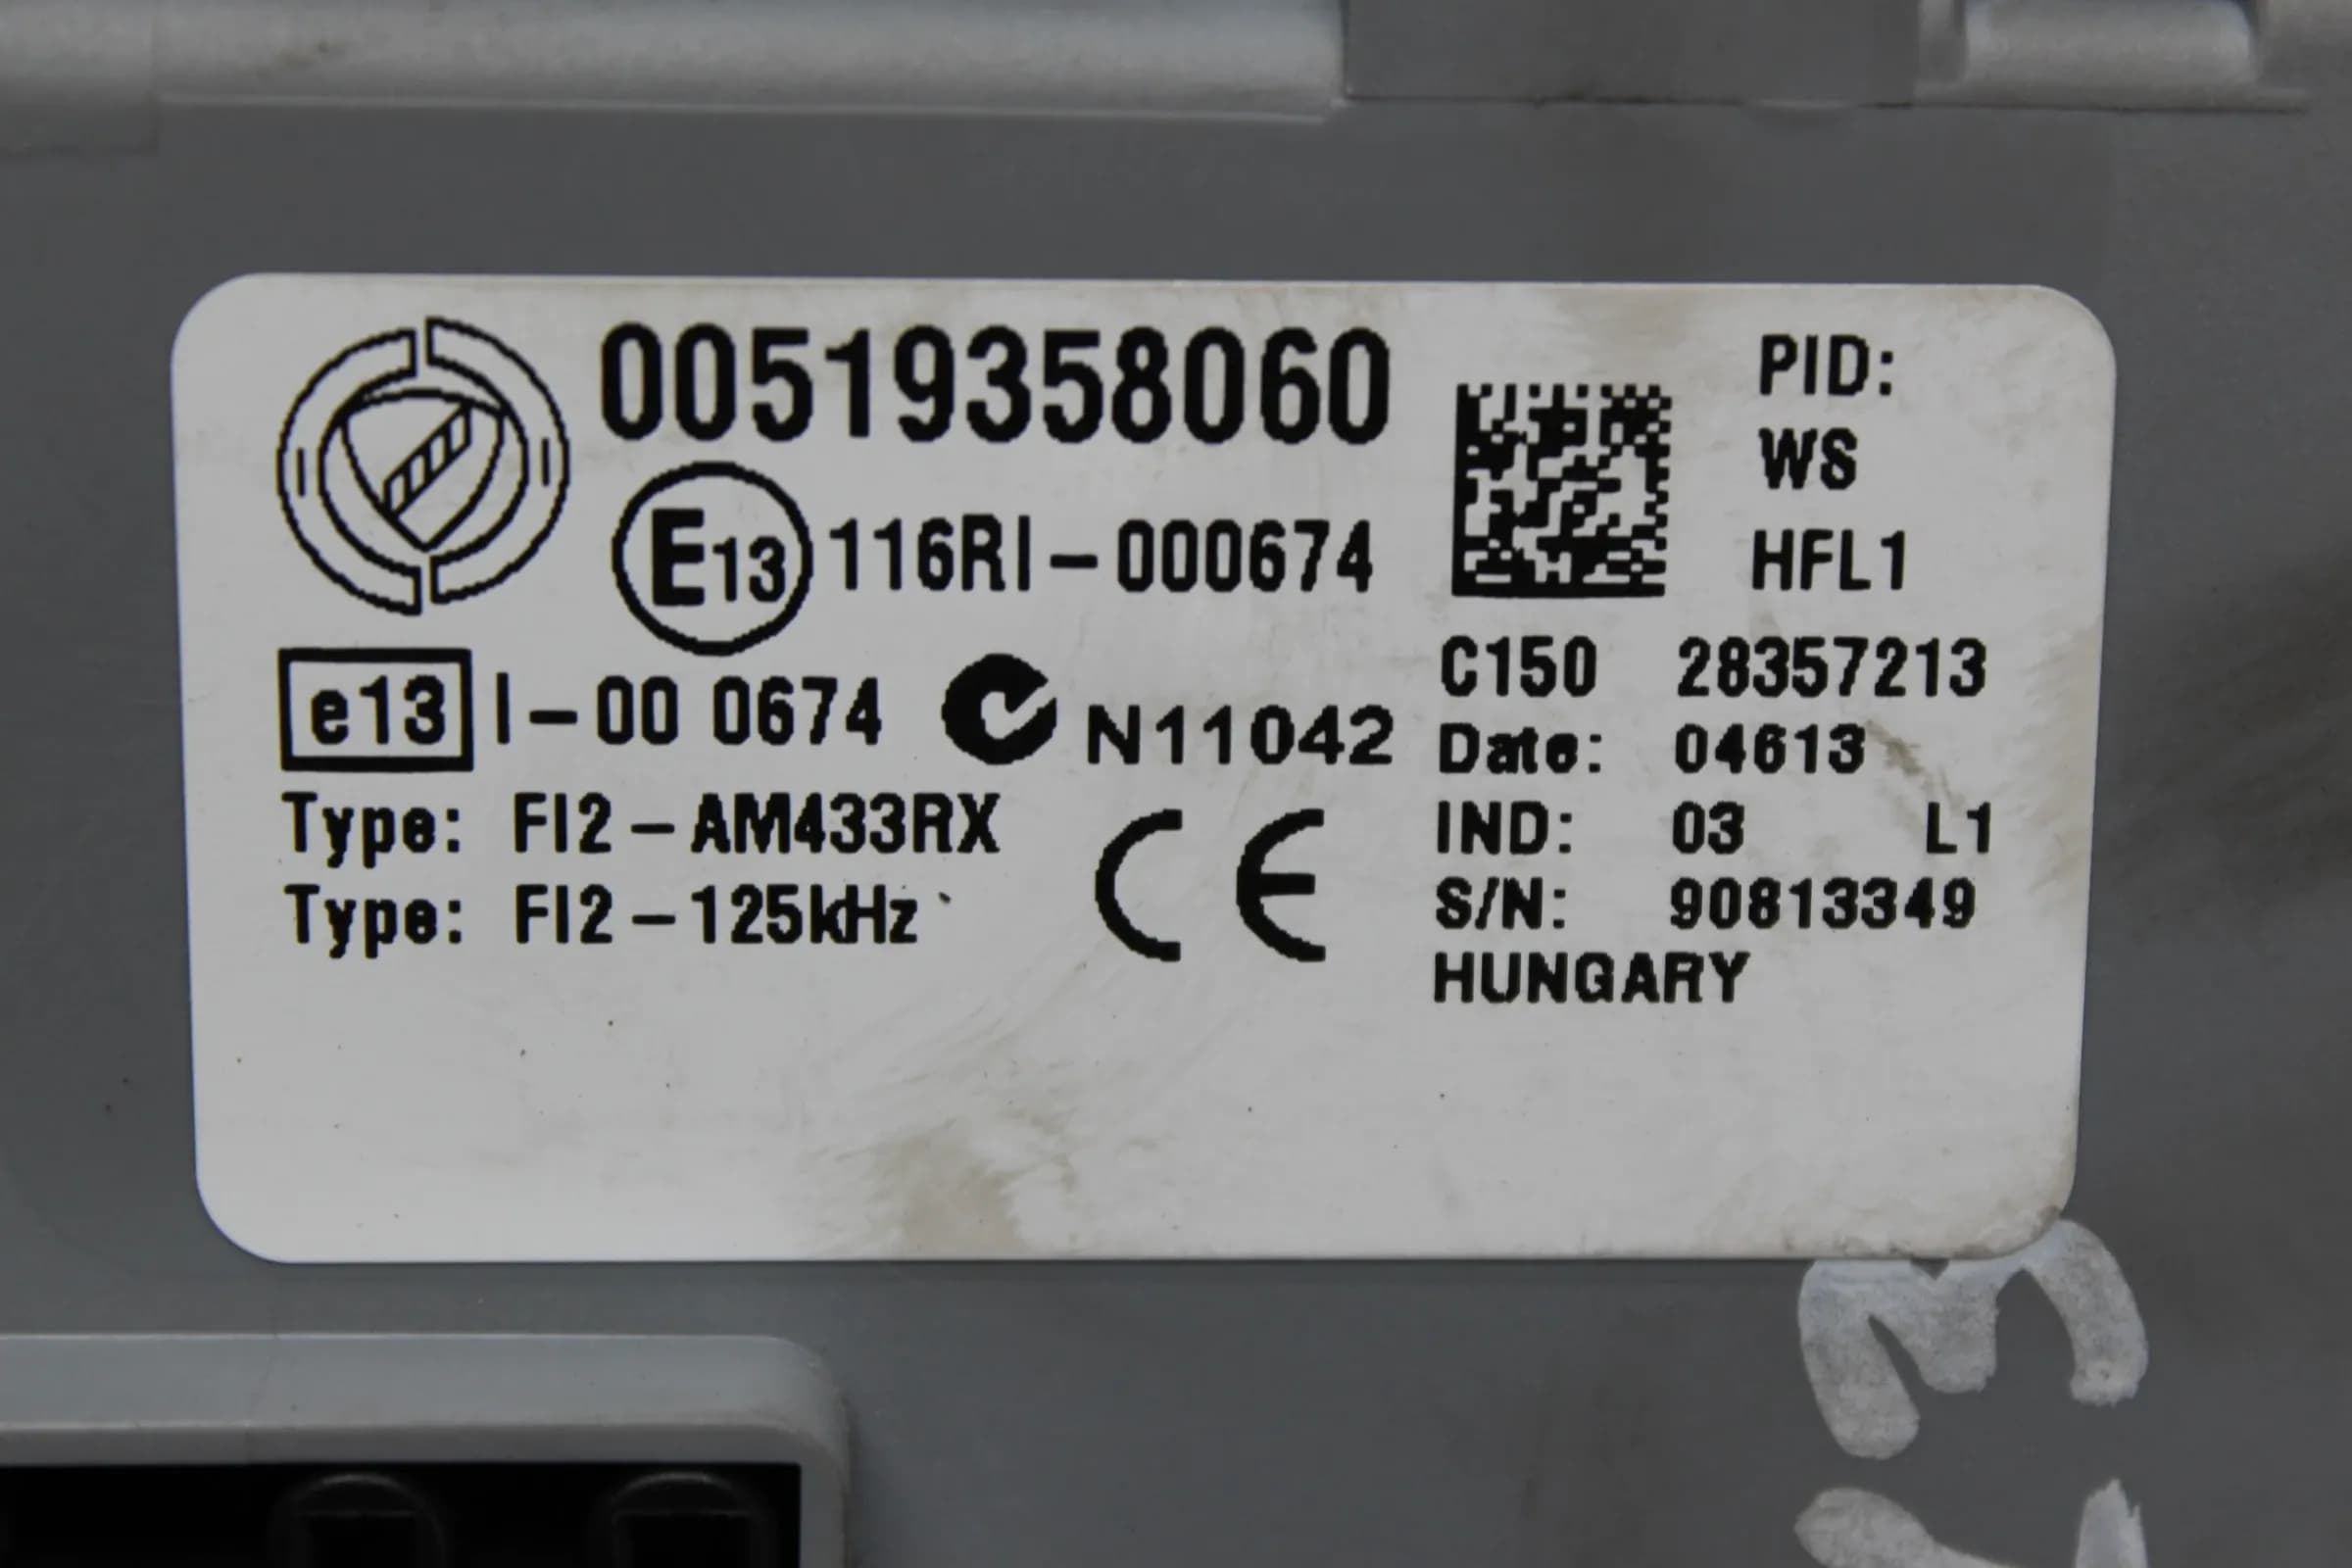 00519358060
E13 116RI-000674
e13 I-00 0674 N11042
Type: FI2-AM433RX
Type: FI2-125kHz
CE
PID:
WS
HFL1
C150 28357213
Date: 04613
IND: 03 L1
S/N: 90813349
HUNGARY